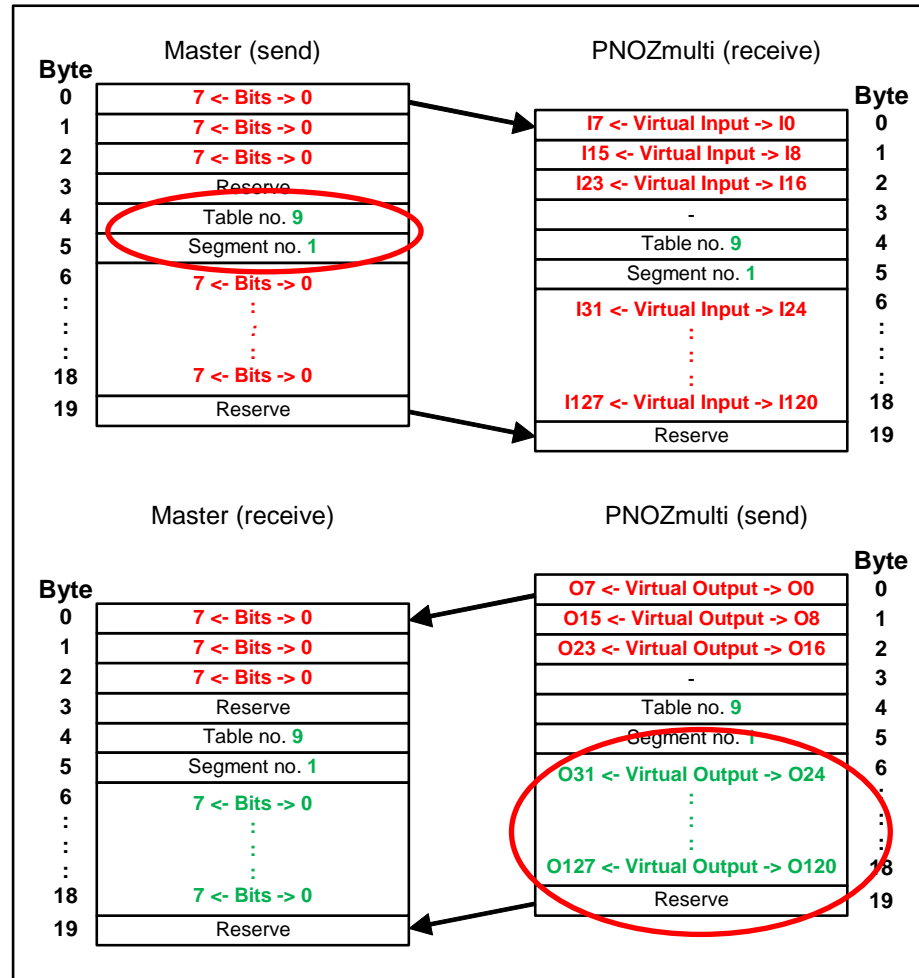 Master (send)
PNOZmulti (receive)
Byte
0 7 <- Bits -> 0
1 7 <- Bits -> 0
2 7 <- Bits -> 0
3 Reserve
4 Table no. 9
5 Segment no. 1
6 7 <- Bits -> 0
: :
: :
: :
18 7 <- Bits -> 0
19 Reserve
Byte
I7 <- Virtual Input -> I0 0
I15 <- Virtual Input -> I8 1
I23 <- Virtual Input -> I16 2
- 3
Table no. 9 4
Segment no. 1 5
I31 <- Virtual Input -> I24 6
: :
: :
: :
I127 <- Virtual Input -> I120 18
Reserve 19
Master (receive)
PNOZmulti (send)
Byte
0 7 <- Bits -> 0
1 7 <- Bits -> 0
2 7 <- Bits -> 0
3 Reserve
4 Table no. 9
5 Segment no. 1
6 7 <- Bits -> 0
: :
: :
: :
18 7 <- Bits -> 0
19 Reserve
Byte
O7 <- Virtual Output -> O0 0
O15 <- Virtual Output -> O8 1
O23 <- Virtual Output -> O16 2
- 3
Table no. 9 4
Segment no. 1 5
O31 <- Virtual Output -> O24 6
: :
: :
: :
O127 <- Virtual Output -> O120 18
Reserve 19